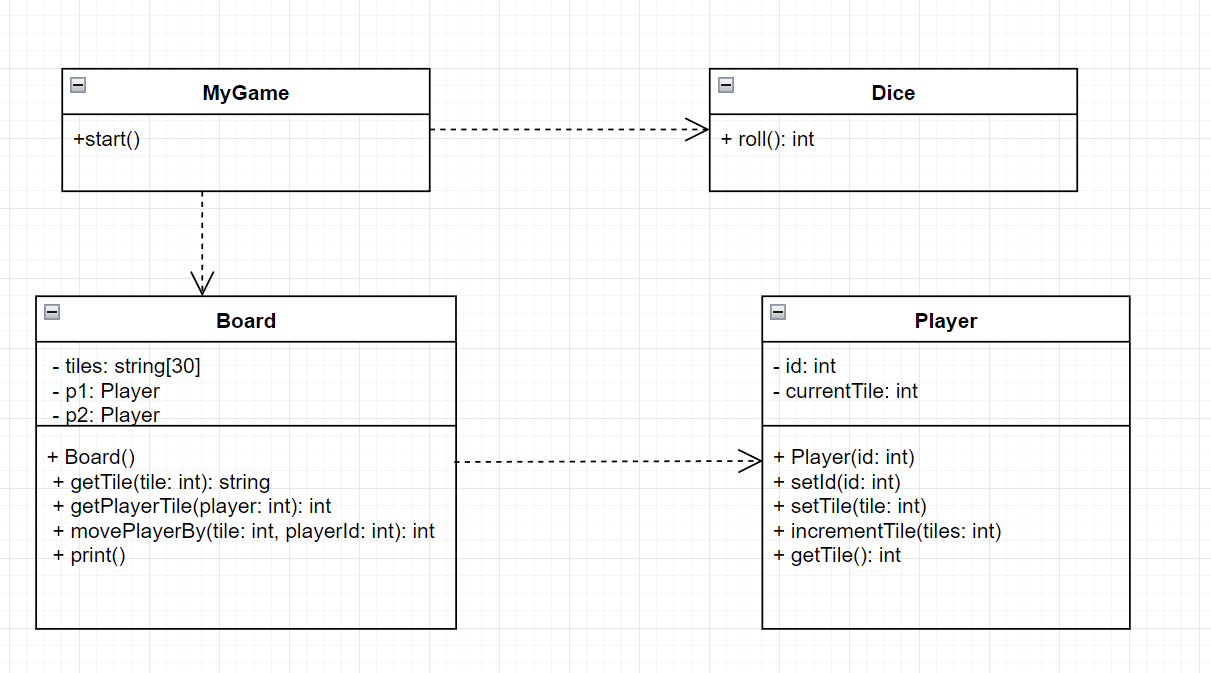 MyGame
+start()
Dice
+ roll(): int
Board
- tiles: string[30]
- p1: Player
- p2: Player
+ Board()
+ getTile(tile: int): string
+ getPlayerTile(player: int): int
+ movePlayerBy(tile: int, playerId: int): int
+ print()
Player
- id: int
- currentTile: int
+ Player(id: int)
+ setId(id: int)
+ setTile(tile: int)
+ incrementTile(tiles: int)
+ getTile(): int